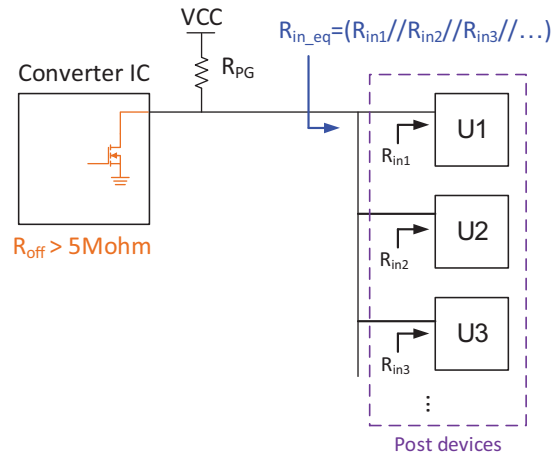 VCC
R_in_eq=(R_in1//R_in2//R_in3//…)
Converter IC
R_PG
U1
R_in1
R_off > 5Mohm
U2
R_in2
U3
R_in3
...
Post devices